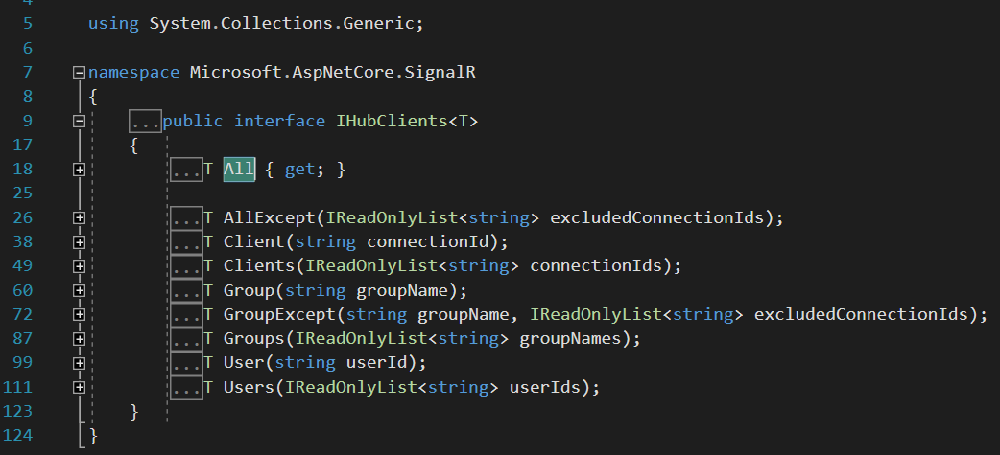 4
5 using System.Collections.Generic;
6
7 namespace Microsoft.AspNetCore.SignalR
8 {
9 ...public interface IHubClients<T>
17 {
18 ...T All { get; }
25
26 ...T AllExcept(IReadOnlyList<string> excludedConnectionIds);
38 ...T Client(string connectionId);
49 ...T Clients(IReadOnlyList<string> connectionIds);
60 ...T Group(string groupName);
72 ...T GroupExcept(string groupName, IReadOnlyList<string> excludedConnectionIds);
87 ...T Groups(IReadOnlyList<string> groupNames);
99 ...T User(string userId);
111 ...T Users(IReadOnlyList<string> userIds);
123 }
124 }